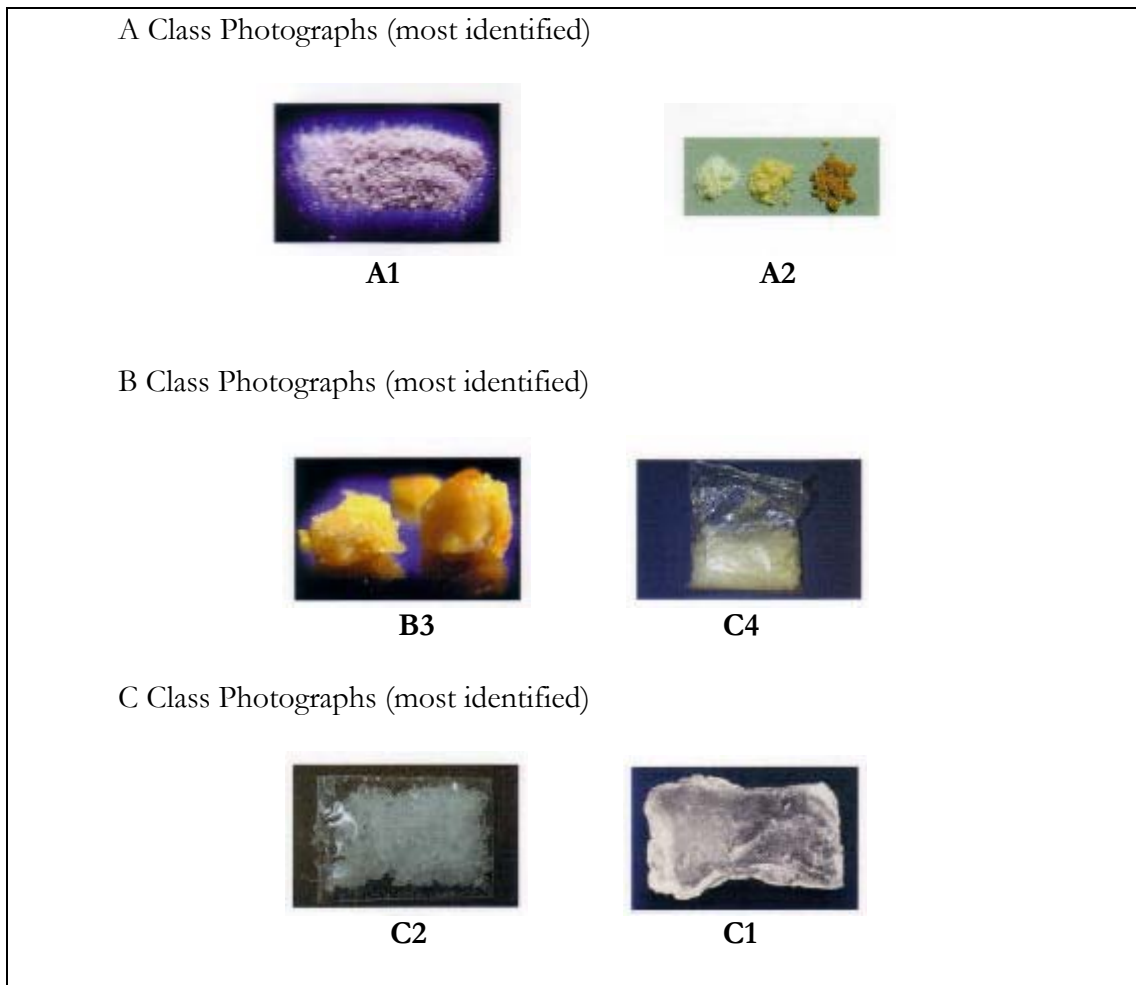 A Class Photographs (most identified)
A1 A2
B Class Photographs (most identified)
B3 C4
C Class Photographs (most identified)
C2 C1